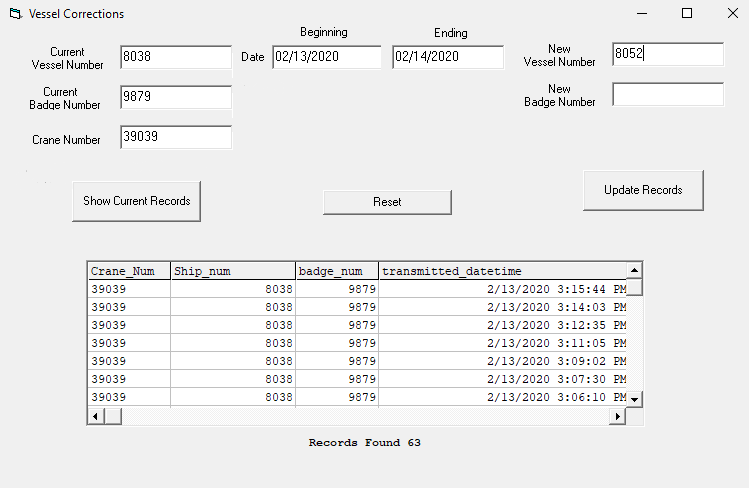 Vessel Corrections
Beginning
Ending
Current
Vessel Number
8038
Date
02/13/2020
02/14/2020
New
Vessel Number
8052
Current
Badge Number
9879
New
Badge Number
Crane Number
39039
Show Current Records
Reset
Update Records
Crane_Num Ship_num badge_num transmitted_datetime
39039 8038 9879 2/13/2020 3:15:44 PM
39039 8038 9879 2/13/2020 3:14:03 PM
39039 8038 9879 2/13/2020 3:12:35 PM
39039 8038 9879 2/13/2020 3:11:05 PM
39039 8038 9879 2/13/2020 3:09:02 PM
39039 8038 9879 2/13/2020 3:07:30 PM
39039 8038 9879 2/13/2020 3:06:10 PM
Records Found 63